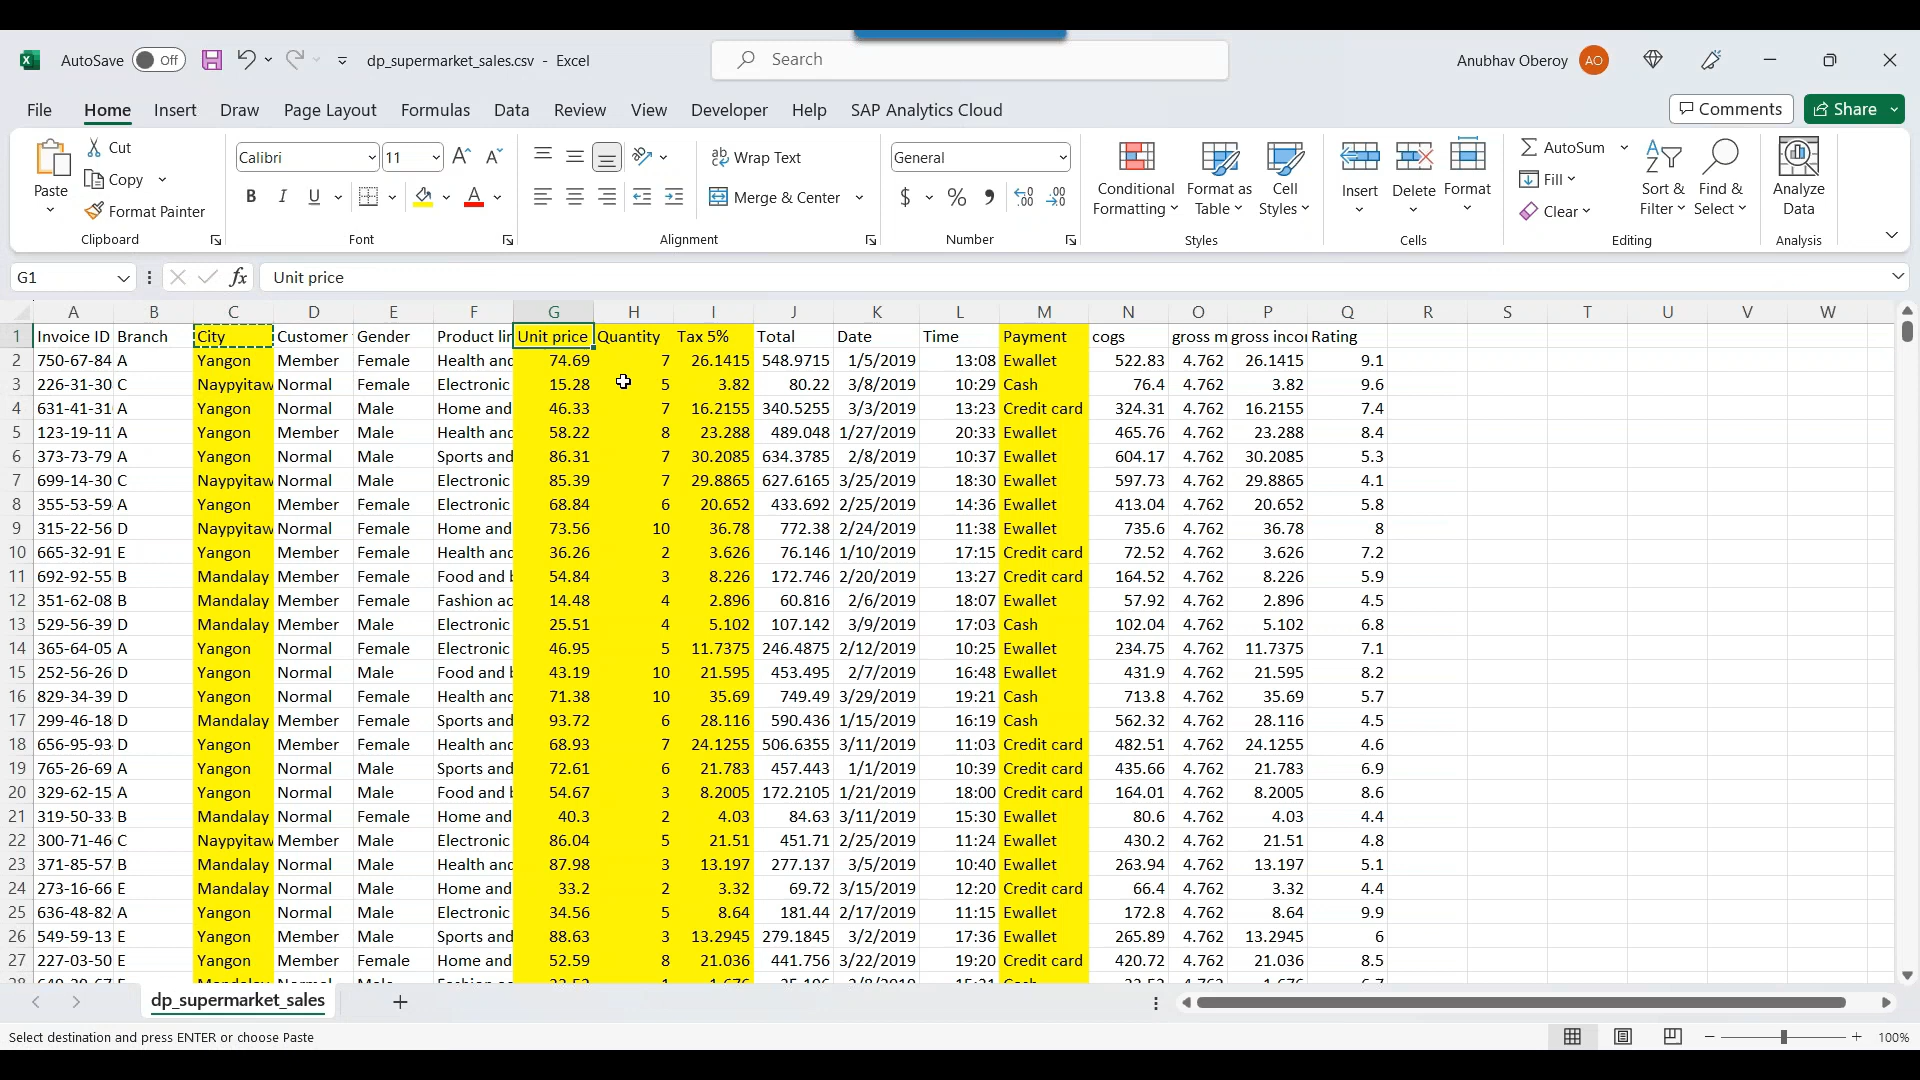 AutoSave Off dp_supermarket_sales.csv - Excel Search Anubhav Oberoy AO
File Home Insert Draw Page Layout Formulas Data Review View Developer Help SAP Analytics Cloud Comments Share
Paste Cut Copy Format Painter Clipboard
Calibri 11 B I U A Font
ab Wrap Text Merge & Center Alignment
General $ % 9 Number
Conditional Formatting Format as Table Cell Styles Styles
Insert Delete Format Cells
AutoSum Fill Clear Sort & Filter Find & Select Editing
Analyze Data Analysis
G1 fx Unit price
A B C D E F G H I J K L M N O P Q R S T U V W
1 Invoice ID Branch City Customer Gender Product lin Unit price Quantity Tax 5% Total Date Time Payment cogs gross m gross incoi Rating
2 750-67-84 A Yangon Member Female Health and 74.69 7 26.1415 548.9715 1/5/2019 13:08 Ewallet 522.83 4.762 26.1415 9.1
3 226-31-30 C Naypyitaw Normal Female Electronic 15.28 5 3.82 80.22 3/8/2019 10:29 Cash 76.4 4.762 3.82 9.6
4 631-41-31 A Yangon Normal Male Home and 46.33 7 16.2155 340.5255 3/3/2019 13:23 Credit card 324.31 4.762 16.2155 7.4
5 123-19-11 A Yangon Member Male Health and 58.22 8 23.288 489.048 1/27/2019 20:33 Ewallet 465.76 4.762 23.288 8.4
6 373-73-79 A Yangon Normal Male Sports and 86.31 7 30.2085 634.3785 2/8/2019 10:37 Ewallet 604.17 4.762 30.2085 5.3
7 699-14-30 C Naypyitaw Normal Male Electronic 85.39 7 29.8865 627.6165 3/25/2019 18:30 Ewallet 597.73 4.762 29.8865 4.1
8 355-53-59 A Yangon Member Female Electronic 68.84 6 20.652 433.692 2/25/2019 14:36 Ewallet 413.04 4.762 20.652 5.8
9 315-22-56 D Naypyitaw Normal Female Home and 73.56 10 36.78 772.38 2/24/2019 11:38 Ewallet 735.6 4.762 36.78 8
10 665-32-91 E Yangon Member Female Health and 36.26 2 3.626 76.146 1/10/2019 17:15 Credit card 72.52 4.762 3.626 7.2
11 692-92-55 B Mandalay Member Female Food and b 54.84 3 8.226 172.746 2/20/2019 13:27 Credit card 164.52 4.762 8.226 5.9
12 351-62-08 B Mandalay Member Female Fashion ac 14.48 4 2.896 60.816 2/6/2019 18:07 Ewallet 57.92 4.762 2.896 4.5
13 529-56-39 D Mandalay Member Male Electronic 25.51 4 5.102 107.142 3/9/2019 17:03 Cash 102.04 4.762 5.102 6.8
14 365-64-05 A Yangon Normal Female Electronic 46.95 5 11.7375 246.4875 2/12/2019 10:25 Ewallet 234.75 4.762 11.7375 7.1
15 252-56-26 D Yangon Normal Male Food and b 43.19 10 21.595 453.495 2/7/2019 16:48 Ewallet 431.9 4.762 21.595 8.2
16 829-34-39 D Yangon Normal Female Health and 71.38 10 35.69 749.49 3/29/2019 19:21 Cash 713.8 4.762 35.69 5.7
17 299-46-18 D Mandalay Member Female Sports and 93.72 6 28.116 590.436 1/15/2019 16:19 Cash 562.32 4.762 28.116 4.5
18 656-95-93 D Yangon Member Female Health and 68.93 7 24.1255 506.6355 3/11/2019 11:03 Credit card 482.51 4.762 24.1255 4.6
19 765-26-69 A Yangon Normal Male Sports and 72.61 6 21.783 457.443 1/1/2019 10:39 Credit card 435.66 4.762 21.783 6.9
20 329-62-15 A Yangon Normal Male Food and b 54.67 3 8.2005 172.2105 1/21/2019 18:00 Credit card 164.01 4.762 8.2005 8.6
21 319-50-33 B Mandalay Normal Female Home and 40.3 2 4.03 84.63 3/11/2019 15:30 Ewallet 80.6 4.762 4.03 4.4
22 300-71-46 C Naypyitaw Member Male Electronic 86.04 5 21.51 451.71 2/25/2019 11:24 Ewallet 430.2 4.762 21.51 4.8
23 371-85-57 B Mandalay Normal Male Health and 87.98 3 13.197 277.137 3/5/2019 10:40 Ewallet 263.94 4.762 13.197 5.1
24 273-16-66 E Mandalay Normal Male Home and 33.2 2 3.32 69.72 3/15/2019 12:20 Credit card 66.4 4.762 3.32 4.4
25 636-48-82 A Yangon Normal Male Electronic 34.56 5 8.64 181.44 2/17/2019 11:15 Ewallet 172.8 4.762 8.64 9.9
26 549-59-13 E Yangon Member Male Sports and 88.63 3 13.2945 279.1845 3/2/2019 17:36 Ewallet 265.89 4.762 13.2945 6
27 227-03-50 E Yangon Member Female Home and 52.59 8 21.036 441.756 3/22/2019 19:20 Credit card 420.72 4.762 21.036 8.5
dp_supermarket_sales
Select destination and press ENTER or choose Paste 100%